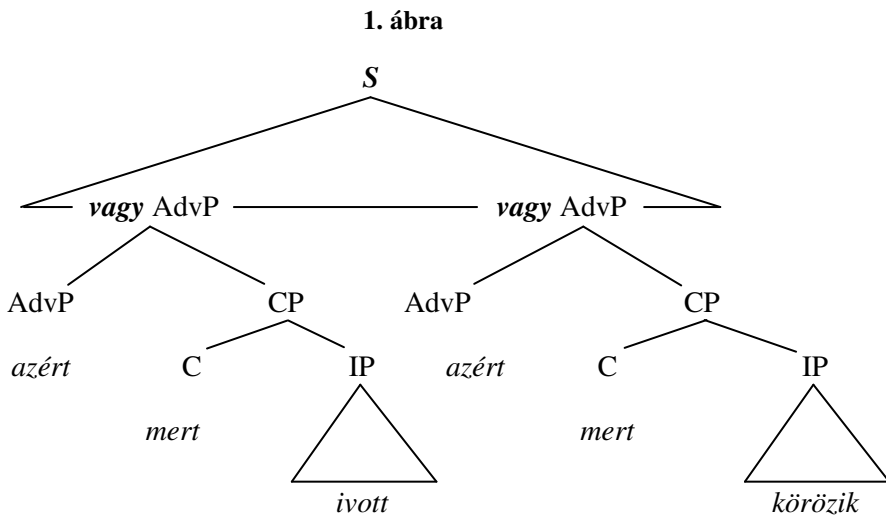 1. ábra
S
vagy AdvP vagy AdvP
AdvP CP AdvP CP
azért C IP azért C IP
mert mert
ivott körözik